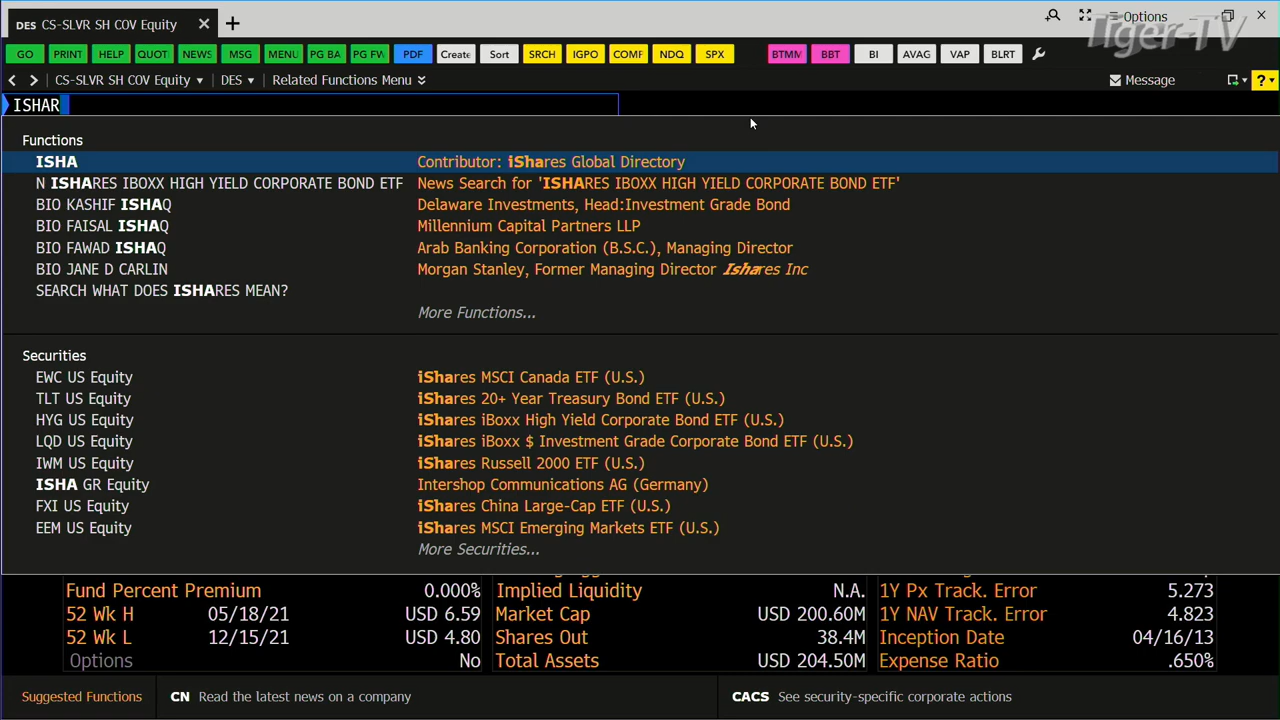 DES CS-SLVR SH COV Equity
Options
Tiger-TV
GO PRINT HELP QUOT NEWS MSG MENU PG BA PG FW PDF Create Sort SRCH IGPO COMF NDQ SPX BTMM BBT BI AVAG VAP BLRT
CS-SLVR SH COV Equity DES Related Functions Menu Message ?
ISHAR
Functions
ISHA Contributor: iShares Global Directory
N ISHARES IBOXX HIGH YIELD CORPORATE BOND ETF News Search for 'ISHARES IBOXX HIGH YIELD CORPORATE BOND ETF'
BIO KASHIF ISHAQ Delaware Investments, Head:Investment Grade Bond
BIO FAISAL ISHAQ Millennium Capital Partners LLP
BIO FAWAD ISHAQ Arab Banking Corporation (B.S.C.), Managing Director
BIO JANE D CARLIN Morgan Stanley, Former Managing Director Ishares Inc
SEARCH WHAT DOES ISHARES MEAN?
More Functions...
Securities
EWC US Equity iShares MSCI Canada ETF (U.S.)
TLT US Equity iShares 20+ Year Treasury Bond ETF (U.S.)
HYG US Equity iShares iBoxx High Yield Corporate Bond ETF (U.S.)
LQD US Equity iShares iBoxx $ Investment Grade Corporate Bond ETF (U.S.)
IWM US Equity iShares Russell 2000 ETF (U.S.)
ISHA GR Equity Intershop Communications AG (Germany)
FXI US Equity iShares China Large-Cap ETF (U.S.)
EEM US Equity iShares MSCI Emerging Markets ETF (U.S.)
More Securities...
Fund Percent Premium 0.000% Implied Liquidity N.A. 1Y Px Track. Error 5.273
52 Wk H 05/18/21 USD 6.59 Market Cap USD 200.60M 1Y NAV Track. Error 4.823
52 Wk L 12/15/21 USD 4.80 Shares Out 38.4M Inception Date 04/16/13
Options No Total Assets USD 204.50M Expense Ratio .650%
Suggested Functions CN Read the latest news on a company CACS See security-specific corporate actions